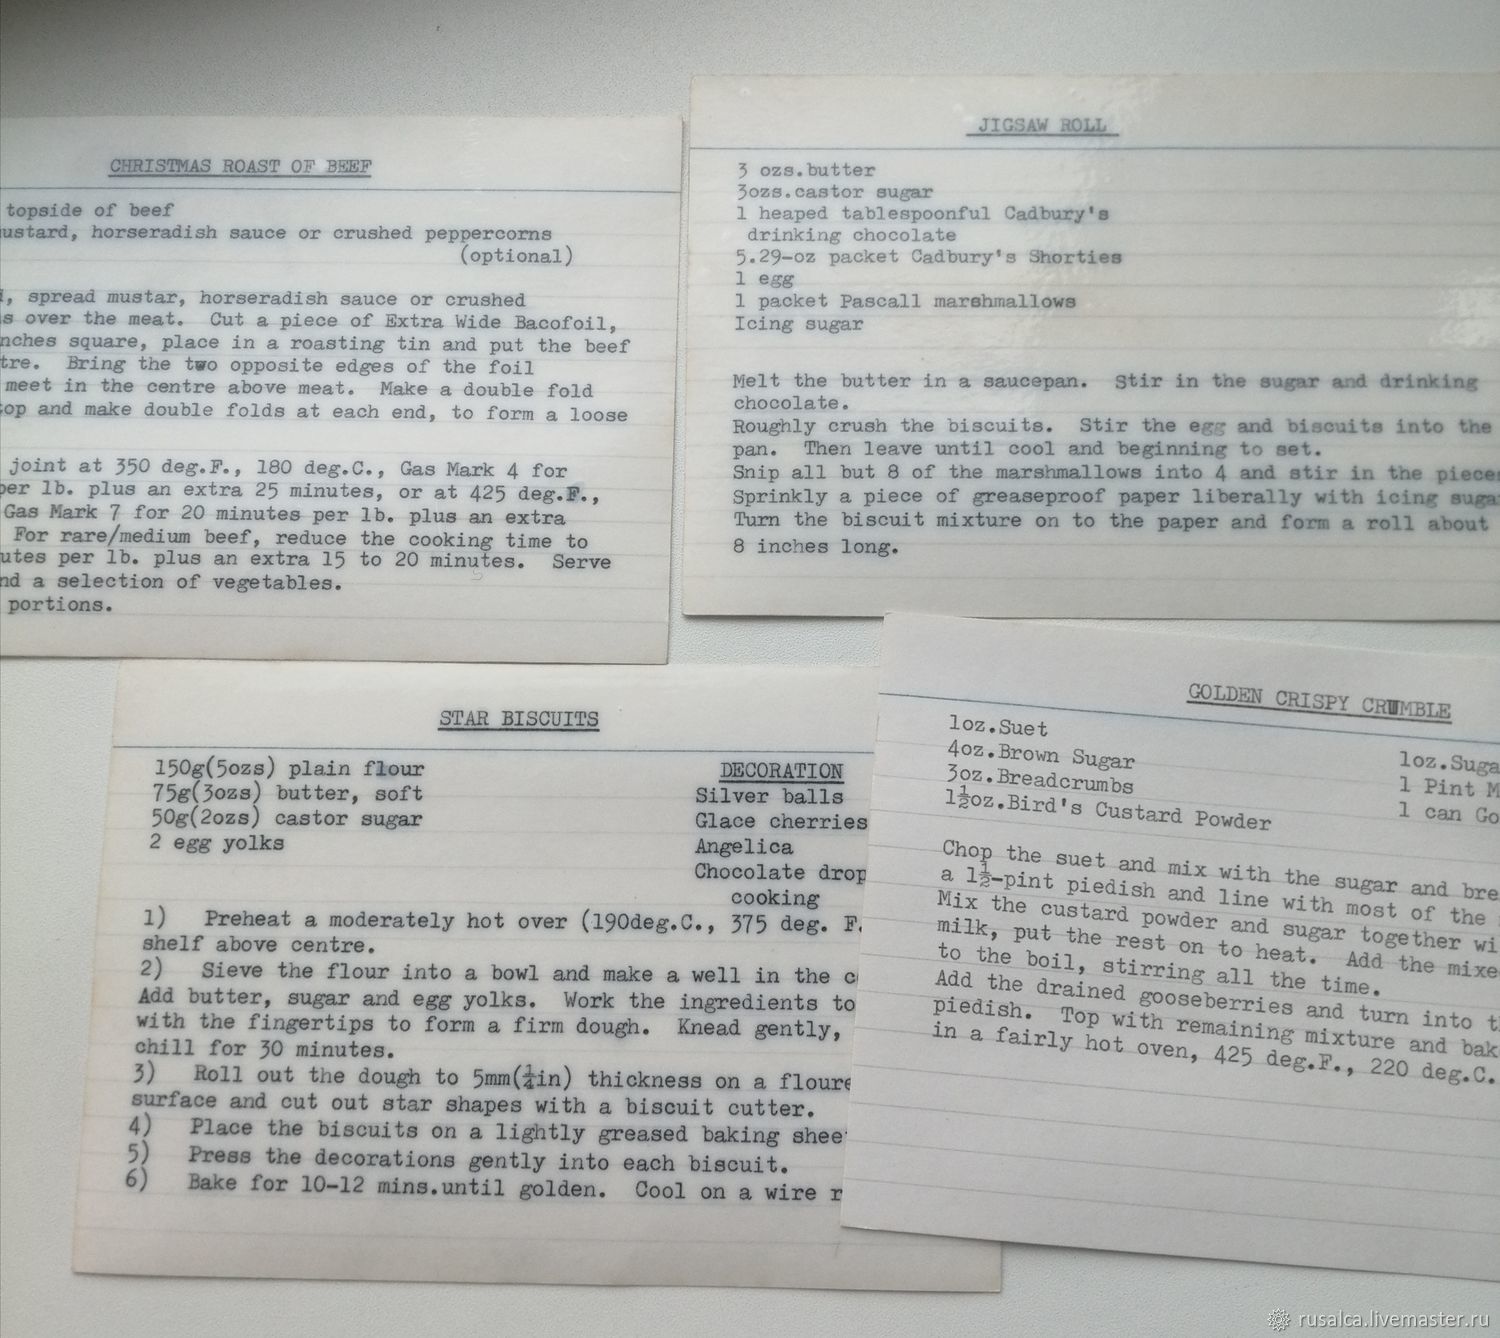 CHRISTMAS ROAST OF BEEF
topside of beef
ustard, horseradish sauce or crushed peppercorns
(optional)
, spread mustar, horseradish sauce or crushed
s over the meat. Cut a piece of Extra Wide Bacofoil,
nches square, place in a roasting tin and put the beef
tre. Bring the two opposite edges of the foil
meet in the centre above meat. Make a double fold
op and make double folds at each end, to form a loose
joint at 350 deg.F., 180 deg.C., Gas Mark 4 for
per lb. plus an extra 25 minutes, or at 425 deg.F.,
Gas Mark 7 for 20 minutes per lb. plus an extra
For rare/medium beef, reduce the cooking time to
utes per lb. plus an extra 15 to 20 minutes. Serve
nd a selection of vegetables.
portions.
JIGSAW ROLL
3 ozs.butter
3ozs.castor sugar
1 heaped tablespoonful Cadbury's
drinking chocolate
5.29-oz packet Cadbury's Shorties
1 egg
1 packet Pascall marshmallows
Icing sugar
Melt the butter in a saucepan. Stir in the sugar and drinking
chocolate.
Roughly crush the biscuits. Stir the egg and biscuits into the
pan. Then leave until cool and beginning to set.
Snip all but 8 of the marshmallows into 4 and stir in the pieces
Sprinkly a piece of greaseproof paper liberally with icing suga
Turn the biscuit mixture on to the paper and form a roll about
8 inches long.
STAR BISCUITS
150g(5ozs) plain flour
75g(3ozs) butter, soft
50g(2ozs) castor sugar
2 egg yolks
DECORATION
Silver balls
Glace cherries
Angelica
Chocolate drop
cooking
1) Preheat a moderately hot over (190deg.C., 375 deg. F.
shelf above centre.
2) Sieve the flour into a bowl and make a well in the c
Add butter, sugar and egg yolks. Work the ingredients to
with the fingertips to form a firm dough. Knead gently,
chill for 30 minutes.
3) Roll out the dough to 5mm(¼in) thickness on a floure
surface and cut out star shapes with a biscuit cutter.
4) Place the biscuits on a lightly greased baking shee
5) Press the decorations gently into each biscuit.
6) Bake for 10-12 mins.until golden. Cool on a wire r
GOLDEN CRISPY CRUMBLE
1oz.Suet
4oz.Brown Sugar
3oz.Breadcrumbs
1½oz.Bird's Custard Powder
1oz.Suga
1 Pint M
1 can Go
Chop the suet and mix with the sugar and bre
a 1½-pint piedish and line with most of the
Mix the custard powder and sugar together wi
milk, put the rest on to heat. Add the mixe
to the boil, stirring all the time.
Add the drained gooseberries and turn into t
piedish. Top with remaining mixture and bak
in a fairly hot oven, 425 deg.F., 220 deg.C.
rusalca.livemaster.ru